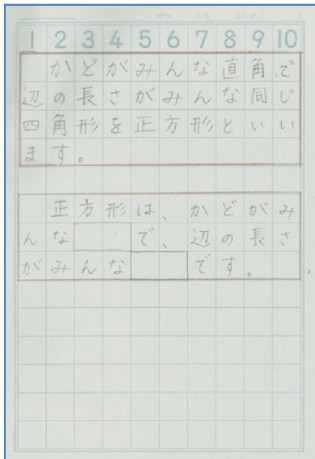 1 2 3 4 5 6 7 8 9 10
かどがみんな直角で
辺の長さがみんな同じ
四角形を正方形といい
ます。
正方形は、かどがみ
んな　　で、辺の長さ
がみんな　　です。